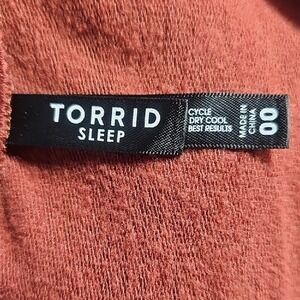 TORRID
SLEEP
CYCLE
DRY COOL
BEST RESULTS
MADE IN
CHINA
00